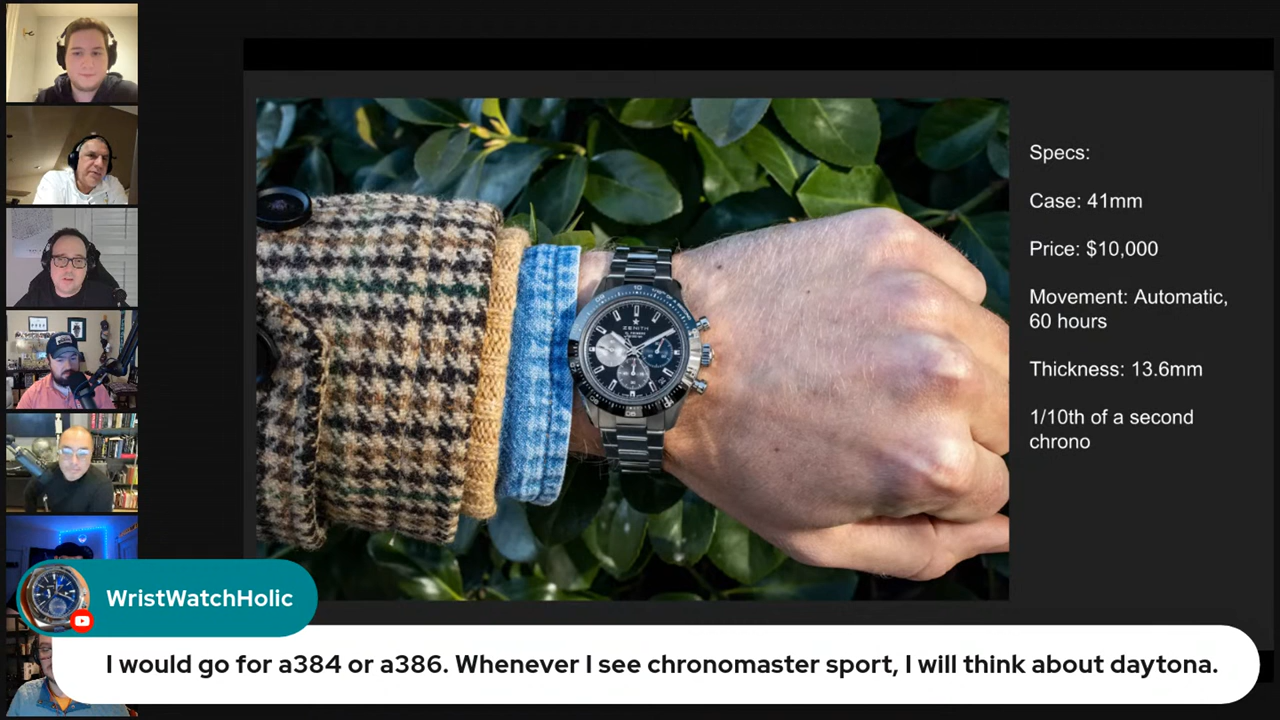 Specs:
Case: 41mm
Price: $10,000
Movement: Automatic,
60 hours
Thickness: 13.6mm
1/10th of a second
chrono
ZENITH
WristWatchHolic
I would go for a384 or a386. Whenever I see chronomaster sport, I will think about daytona.